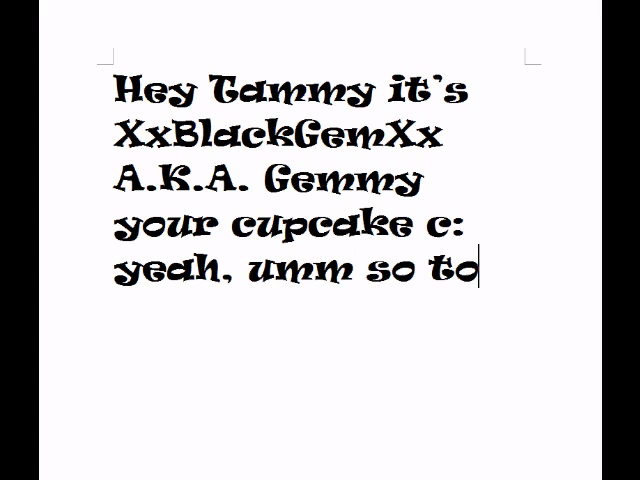 Hey Tammy it's
XxBlackGemXx
A.K.A. Gemmy
your cupcake c:
yeah, umm so to